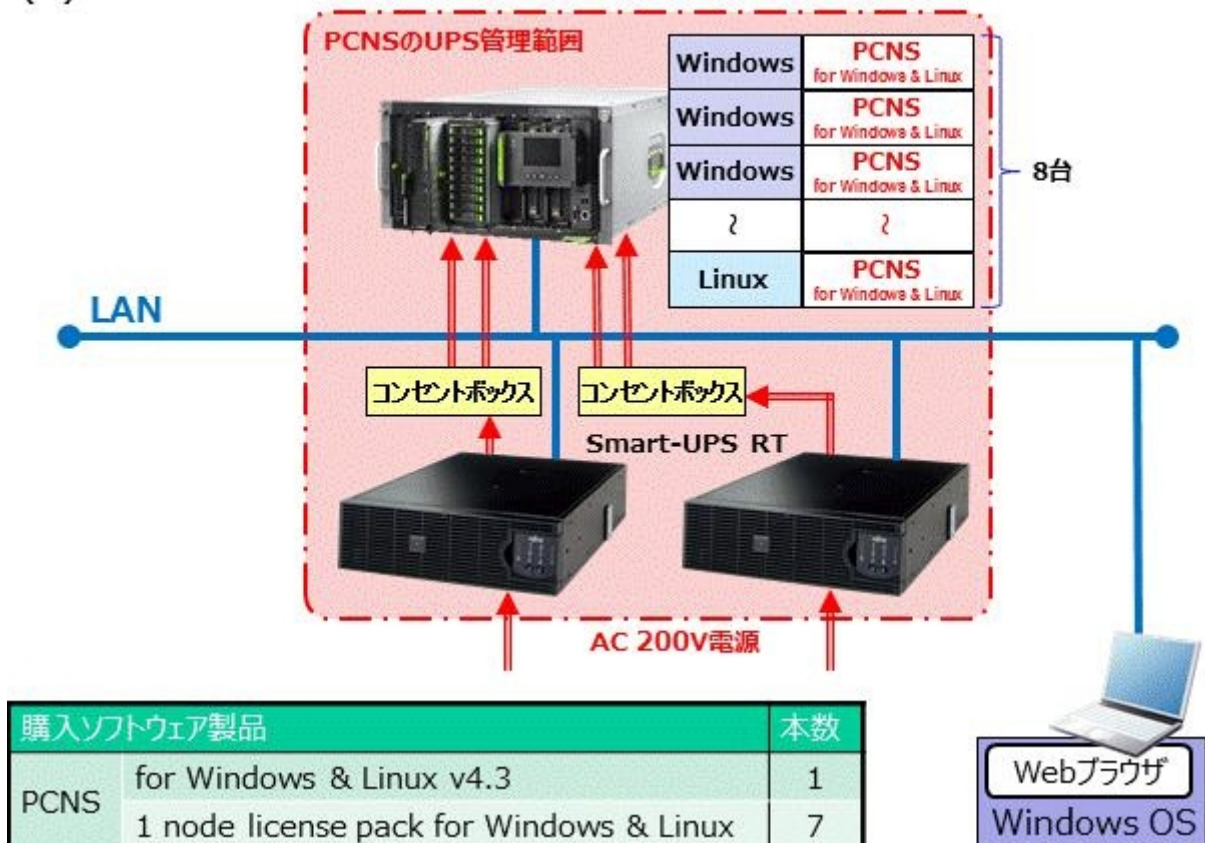 PCNSのUPS管理範囲
Windows PCNS
for Windows & Linux
Windows PCNS
for Windows & Linux
Windows PCNS
for Windows & Linux
~ ~
Linux PCNS
for Windows & Linux
8台
LAN
コンセントボックス コンセントボックス
Smart-UPS RT
AC 200V電源
購入ソフトウェア製品 本数
PCNS for Windows & Linux v4.3 1
1 node license pack for Windows & Linux 7
Webブラウザ
Windows OS